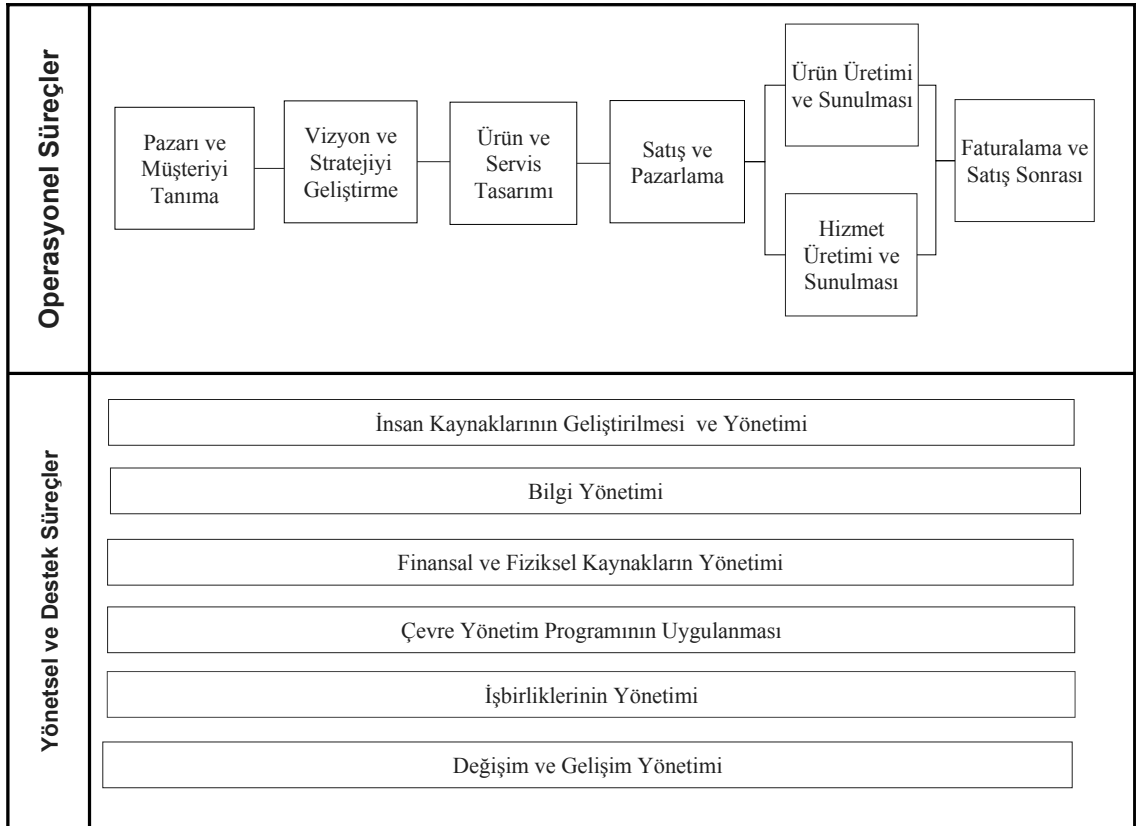 Operasyonel Süreçler
Pazarı ve
Müşteriyi
Tanıma
Vizyon ve
Stratejiyi
Geliştirme
Ürün ve
Servis
Tasarımı
Satış ve
Pazarlama
Ürün Üretimi
ve Sunulması
Hizmet
Üretimi ve
Sunulması
Faturalama ve
Satış Sonrası
Yönetsel ve Destek Süreçler
İnsan Kaynaklarının Geliştirilmesi ve Yönetimi
Bilgi Yönetimi
Finansal ve Fiziksel Kaynakların Yönetimi
Çevre Yönetim Programının Uygulanması
İşbirliklerinin Yönetimi
Değişim ve Gelişim Yönetimi